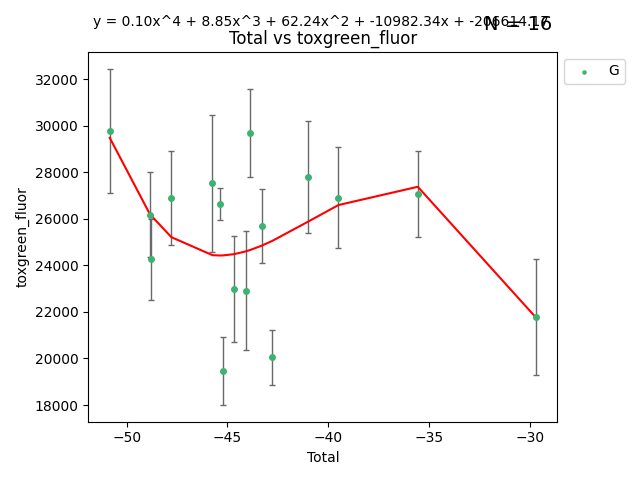 y = 0.10x^4 + 8.85x^3 + 62.24x^2 + -10982.34x + -206614.17
N = 16
Total vs toxgreen_fluor
G
toxgreen_fluor
32000
30000
28000
26000
24000
22000
20000
18000
−50
−45
−40
−35
−30
Total